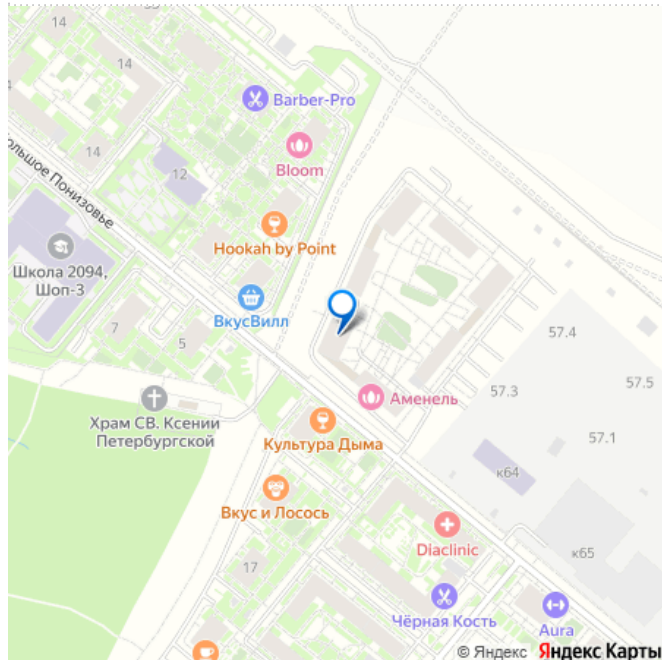 14
14
Barber-Pro
Bloom
14
12
ольшое Понизовье
Hookah by Point
Школа 2094,
Шоп-3
ВкусВилл
7
5
57.4
57.3
57.5
57.1
Аменель
Храм СВ. Ксении
Петербургской
Культура Дыма
к64
Вкус и Лосось
Diaclinic
к65
17
Чёрная Кость
Aura
© Яндекс Яндекс Карты